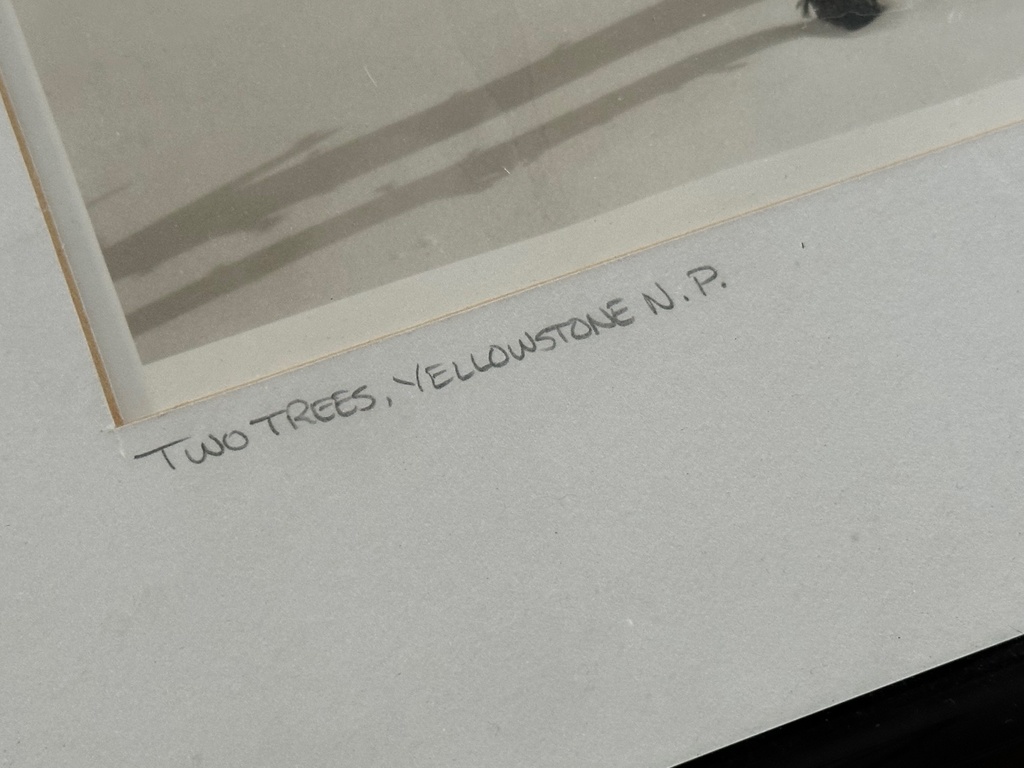 TWO TREES, YELLOWSTONE N.P.